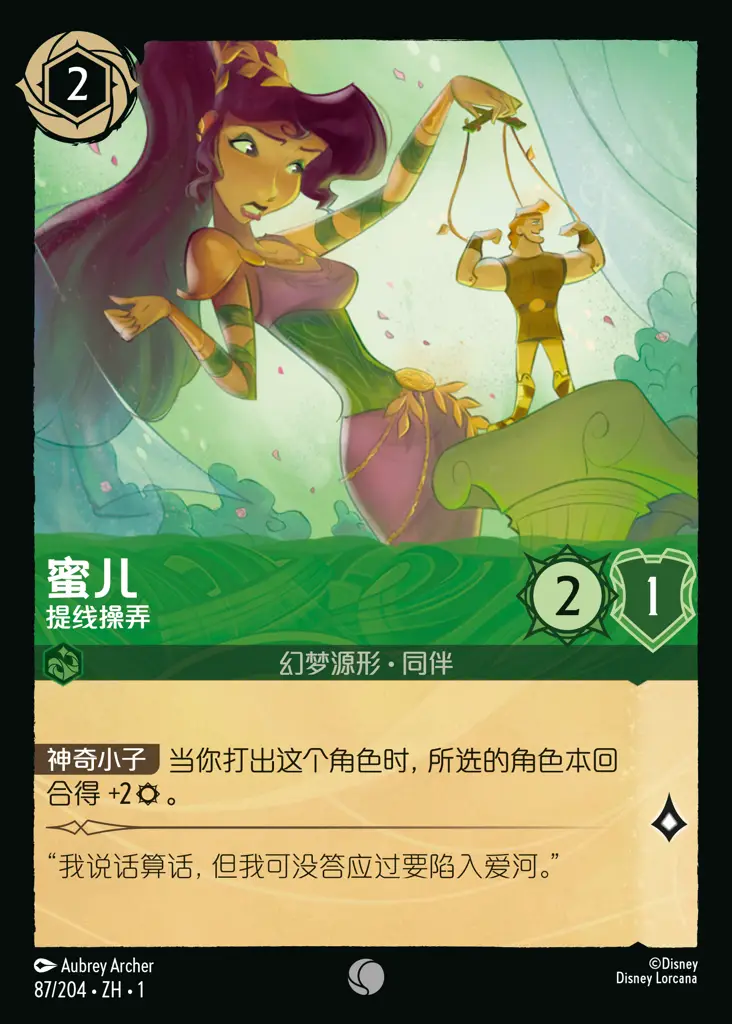 2
蜜儿
提线操弄
2
1
幻梦源形 • 同伴
神奇小子 当你打出这个角色时, 所选的角色本回
合得 +2 。
“我说话算话, 但我可没答应过要陷入爱河。”
Aubrey Archer
©Disney
87/204 • ZH • 1
Disney Lorcana